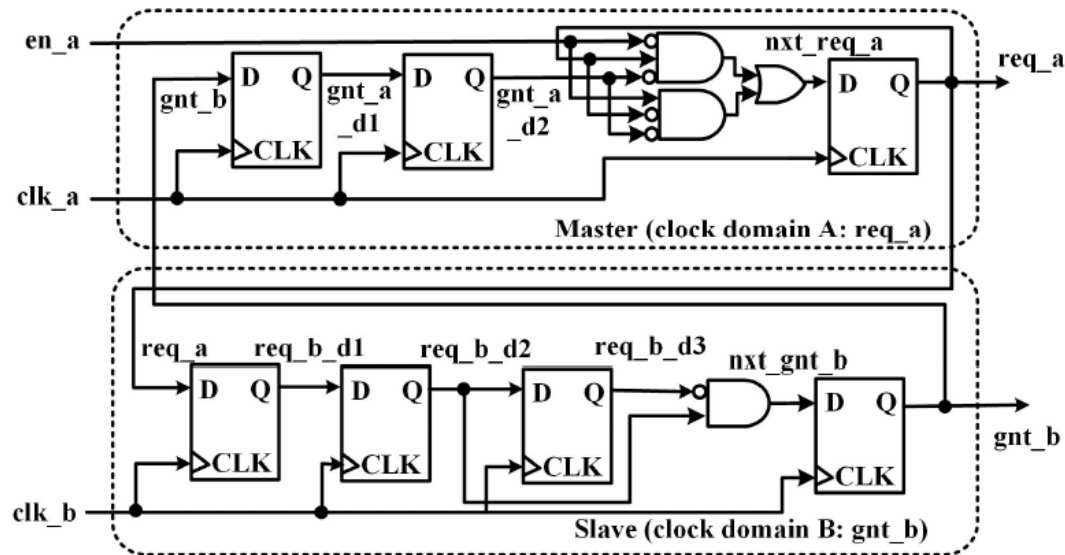 en_a
nxt_req_a
req_a
D Q
gnt_b
CLK
gnt_a
_d1
D Q
CLK
gnt_a
_d2
D Q
CLK
clk_a
Master (clock domain A: req_a)
req_a
D Q
CLK
req_b_d1
D Q
CLK
req_b_d2
D Q
CLK
req_b_d3
nxt_gnt_b
D Q
CLK
gnt_b
clk_b
Slave (clock domain B: gnt_b)